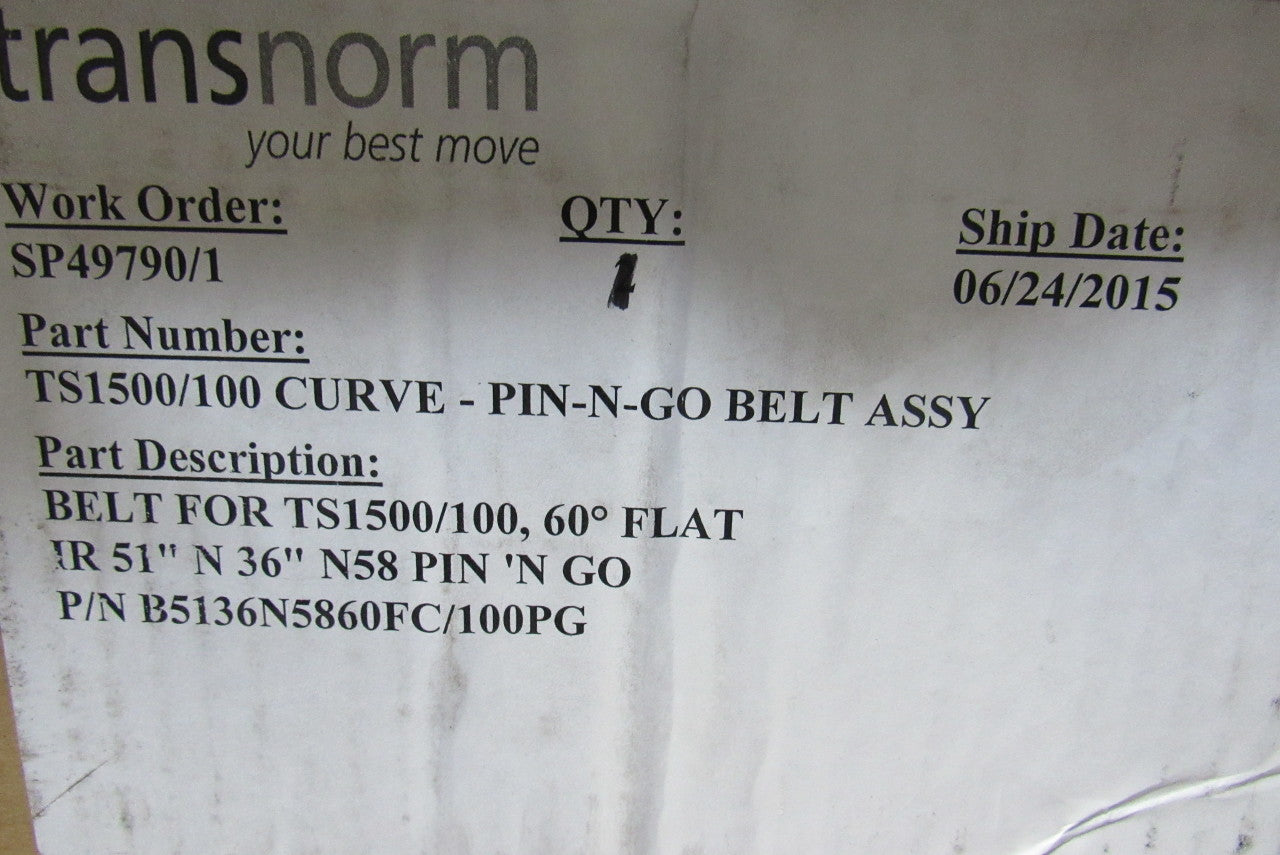 transnorm
your best move
Work Order: QTY: Ship Date:
SP49790/1 1 06/24/2015
Part Number:
TS1500/100 CURVE - PIN-N-GO BELT ASSY
Part Description:
BELT FOR TS1500/100, 60° FLAT
IR 51" N 36" N58 PIN 'N GO
P/N B5136N5860FC/100PG